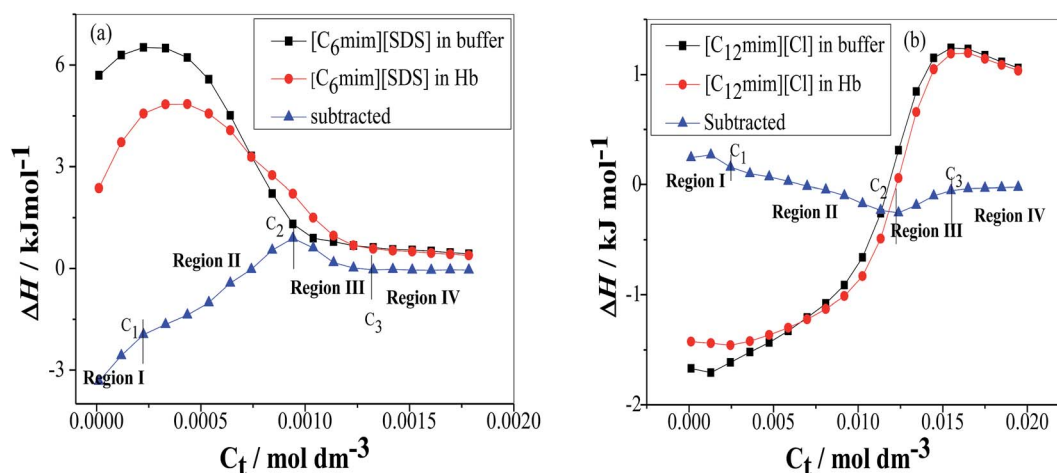 (a)
[C6mim][SDS] in buffer
[C6mim][SDS] in Hb
subtracted
6
3
0
-3
ΔH / kJmol-1
C1
C2
C3
Region I
Region II
Region III
Region IV
0.0000
0.0005
0.0010
0.0015
0.0020
Ct / mol dm-3
(b)
[C12mim][Cl] in buffer
[C12mim][Cl] in Hb
Subtracted
1
0
-1
-2
ΔH / kJ mol-1
C1
C2
C3
Region I
Region II
Region III
Region IV
0.000
0.005
0.010
0.015
0.020
Ct / mol dm-3